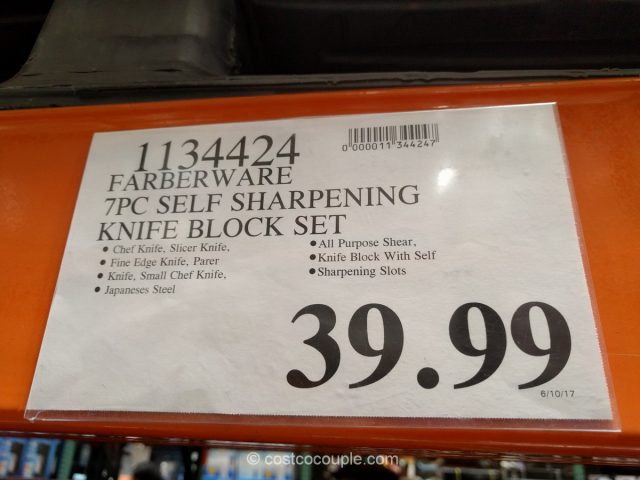 1134424
0 000011 344247
FARBERWARE
7PC SELF SHARPENING
KNIFE BLOCK SET
• Chef Knife, Slicer Knife,
• Fine Edge Knife, Parer
• Knife, Small Chef Knife,
• Japaneses Steel
• All Purpose Shear,
• Knife Block With Self
• Sharpening Slots
39.99
6/10/17
© costcocouple.com